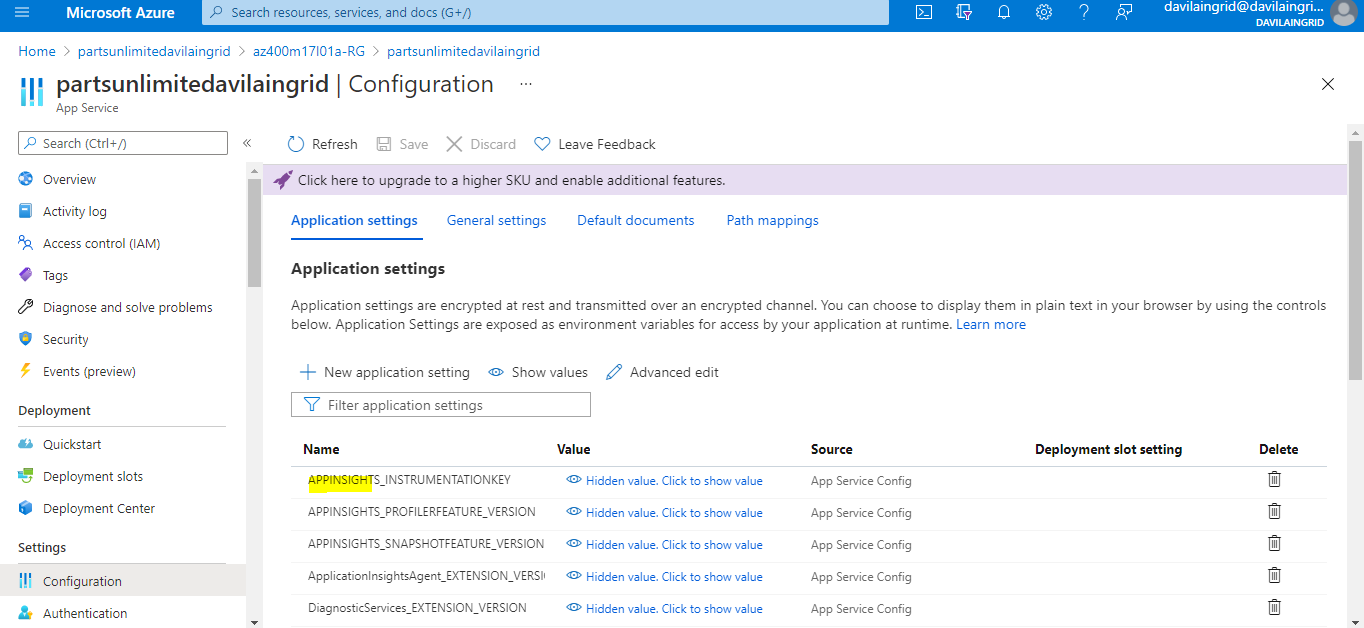 Microsoft Azure
Search resources, services, and docs (G+/)
davilaingrid@davilaingri...
DAVILAINGRID
Home > partsunlimitedavilaingrid > az400m17l01a-RG > partsunlimitedavilaingrid
partsunlimitedavilaingrid | Configuration ...
App Service
Search (Ctrl+/)
Overview
Activity log
Access control (IAM)
Tags
Diagnose and solve problems
Security
Events (preview)
Deployment
Quickstart
Deployment slots
Deployment Center
Settings
Configuration
Authentication
Refresh Save Discard Leave Feedback
Click here to upgrade to a higher SKU and enable additional features.
Application settings General settings Default documents Path mappings
Application settings
Application settings are encrypted at rest and transmitted over an encrypted channel. You can choose to display them in plain text in your browser by using the controls
below. Application Settings are exposed as environment variables for access by your application at runtime. Learn more
New application setting Show values Advanced edit
Filter application settings
Name Value Source Deployment slot setting Delete
APPINSIGHTS_INSTRUMENTATIONKEY Hidden value. Click to show value App Service Config
APPINSIGHTS_PROFILERFEATURE_VERSION Hidden value. Click to show value App Service Config
APPINSIGHTS_SNAPSHOTFEATURE_VERSION Hidden value. Click to show value App Service Config
ApplicationInsightsAgent_EXTENSION_VERSI Hidden value. Click to show value App Service Config
DiagnosticServices_EXTENSION_VERSION Hidden value. Click to show value App Service Config